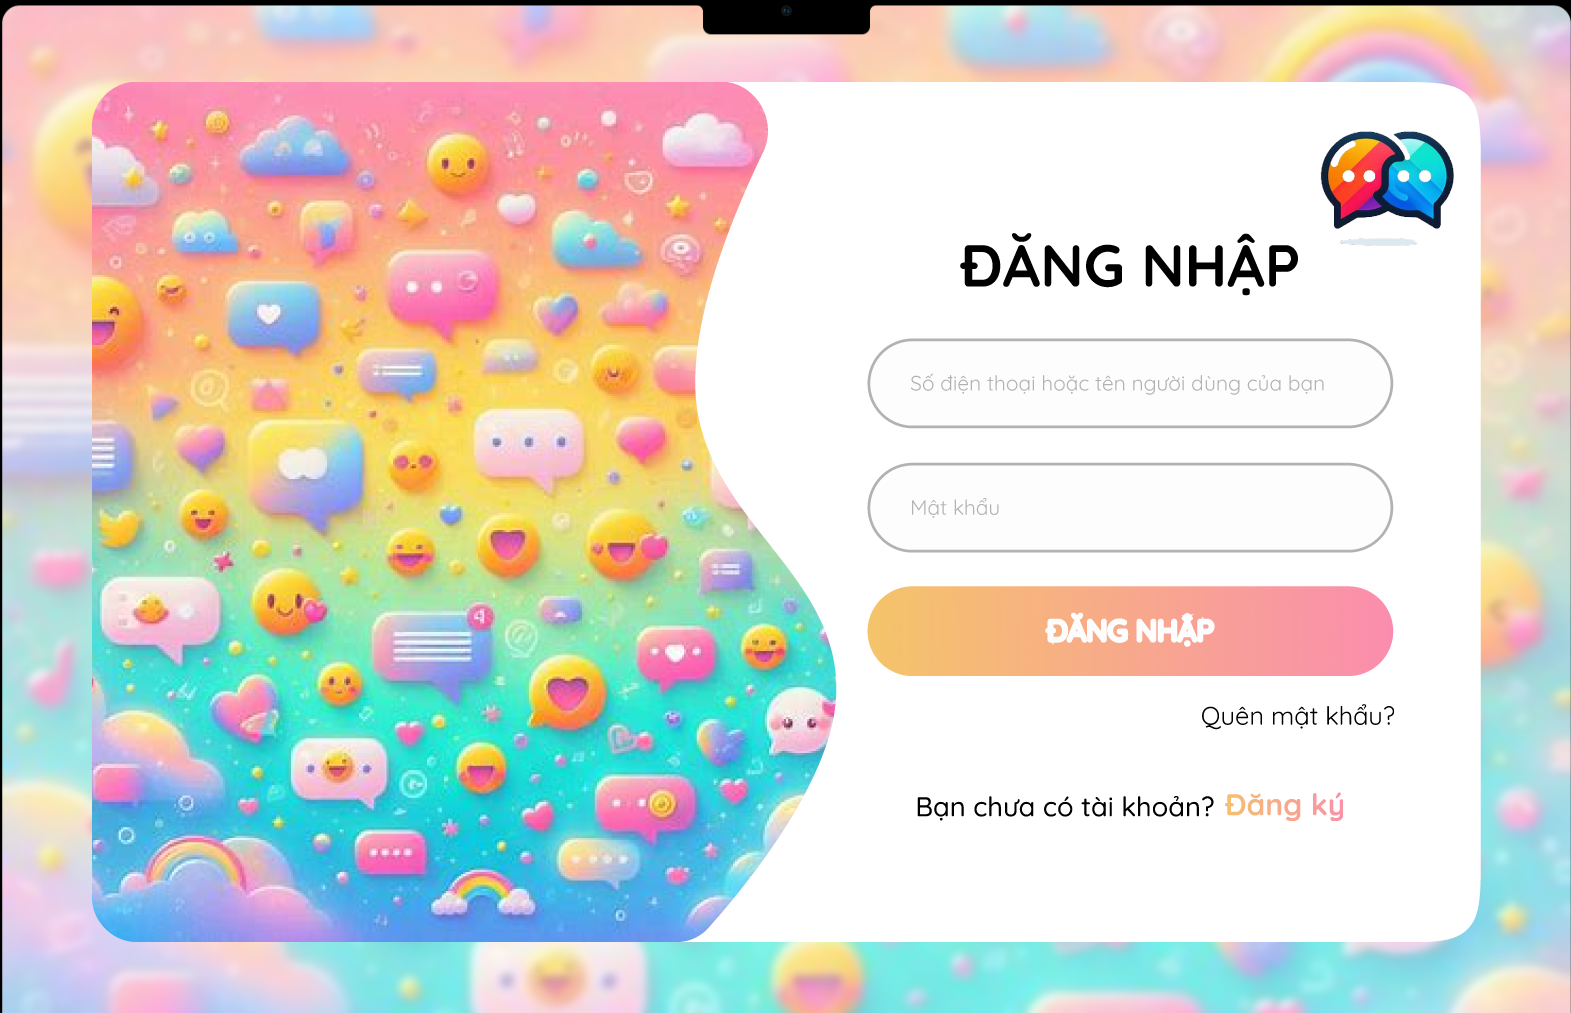 ĐĂNG NHẬP
Số điện thoại hoặc tên người dùng của bạn
Mật khẩu
ĐĂNG NHẬP
Quên mật khẩu?
Bạn chưa có tài khoản? Đăng ký